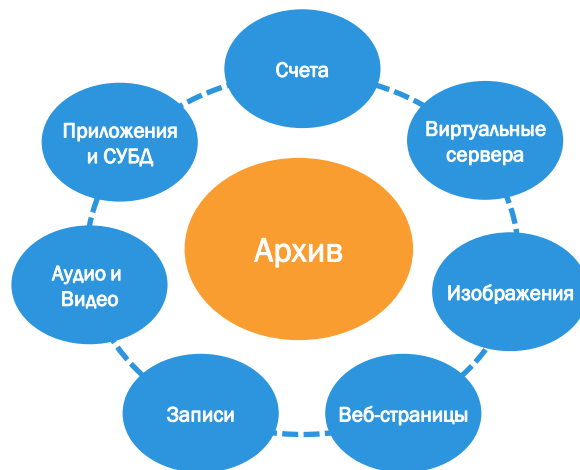 Счета
Виртуальные
сервера
Изображения
Веб-страницы
Записи
Аудио и
Видео
Приложения
и СУБД
Архив